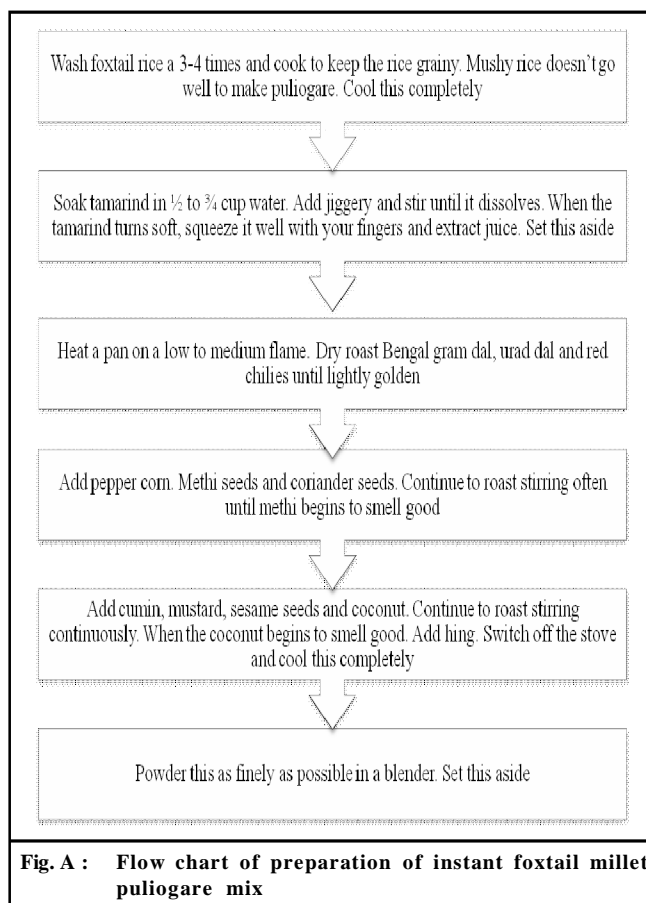 Wash foxtail rice a 3-4 times and cook to keep the rice grainy. Mushy rice doesn't go
well to make puliogare. Cool this completely
Soak tamarind in ½ to ¾ cup water. Add jiggery and stir until it dissolves. When the
tamarind turns soft, squeeze it well with your fingers and extract juice. Set this aside
Heat a pan on a low to medium flame. Dry roast Bengal gram dal, urad dal and red
chilies until lightly golden
Add pepper corn. Methi seeds and coriander seeds. Continue to roast stirring often
until methi begins to smell good
Add cumin, mustard, sesame seeds and coconut. Continue to roast stirring
continuously. When the coconut begins to smell good. Add hing. Switch off the stove
and cool this completely
Powder this as finely as possible in a blender. Set this aside
Fig. A : Flow chart of preparation of instant foxtail millet
puliogare mix